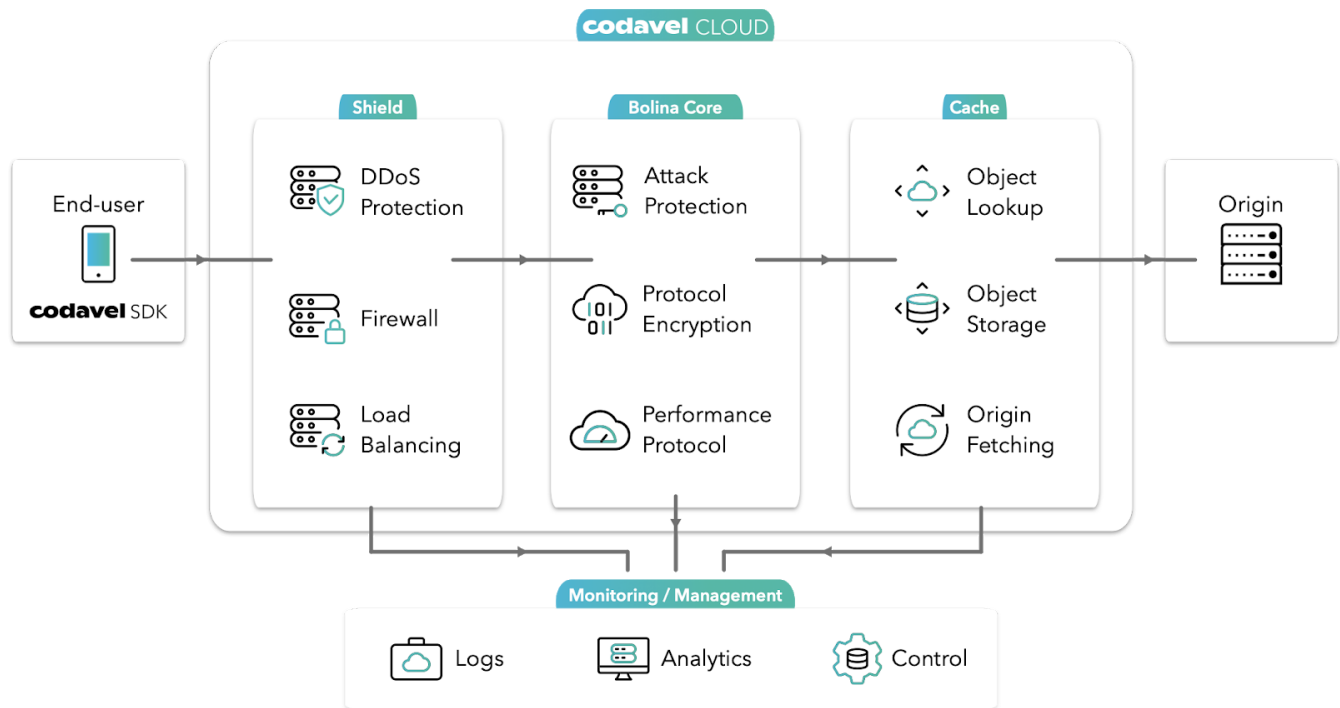 codavel CLOUD
Shield
Bolina Core
Cache
End-user
codavel SDK
DDoS
Protection
Firewall
Load
Balancing
Attack
Protection
Protocol
Encryption
Performance
Protocol
Object
Lookup
Object
Storage
Origin
Fetching
Origin
Monitoring / Management
Logs
Analytics
Control